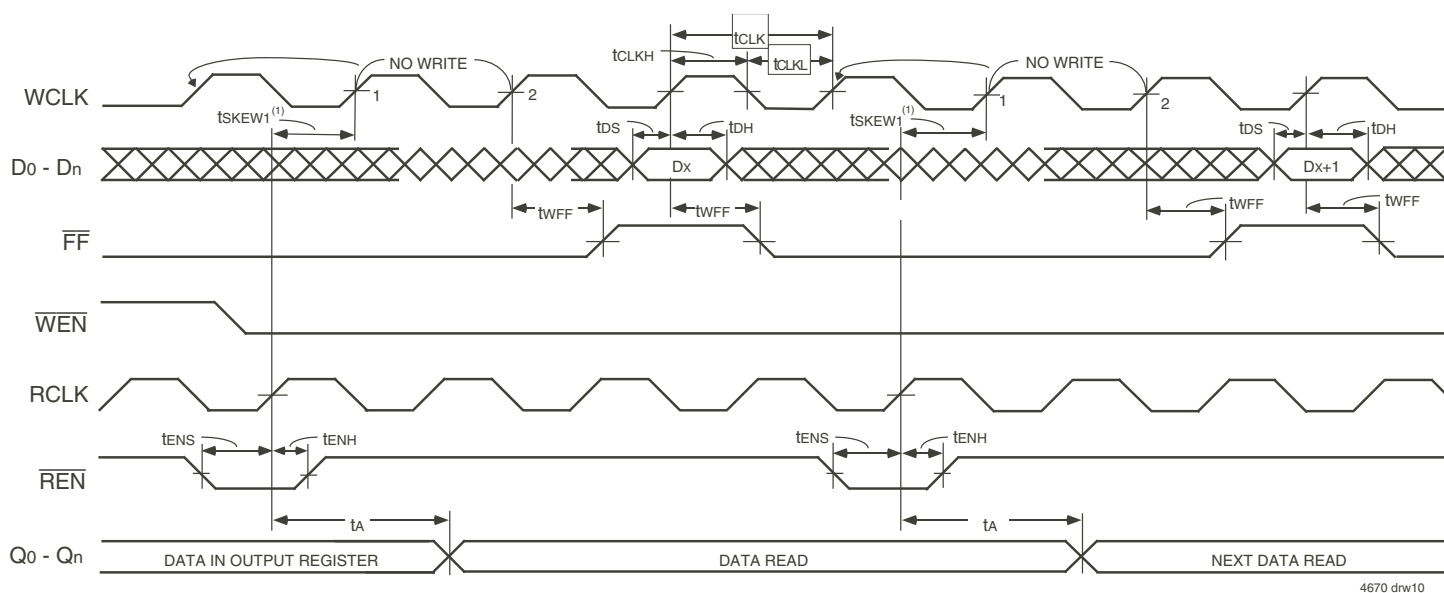 tCLK
tCLKH
tCLKL
NO WRITE
NO WRITE
WCLK
1
2
1
2
tSKEW1(1)
tDS
tDH
tSKEW1(1)
tDS
tDH
D0 - Dn
DX
DX+1
tWFF
tWFF
tWFF
tWFF
FF
WEN
RCLK
tENS
tENH
tENS
tENH
REN
tA
tA
Q0 - Qn
DATA IN OUTPUT REGISTER
DATA READ
NEXT DATA READ
4670 drw10